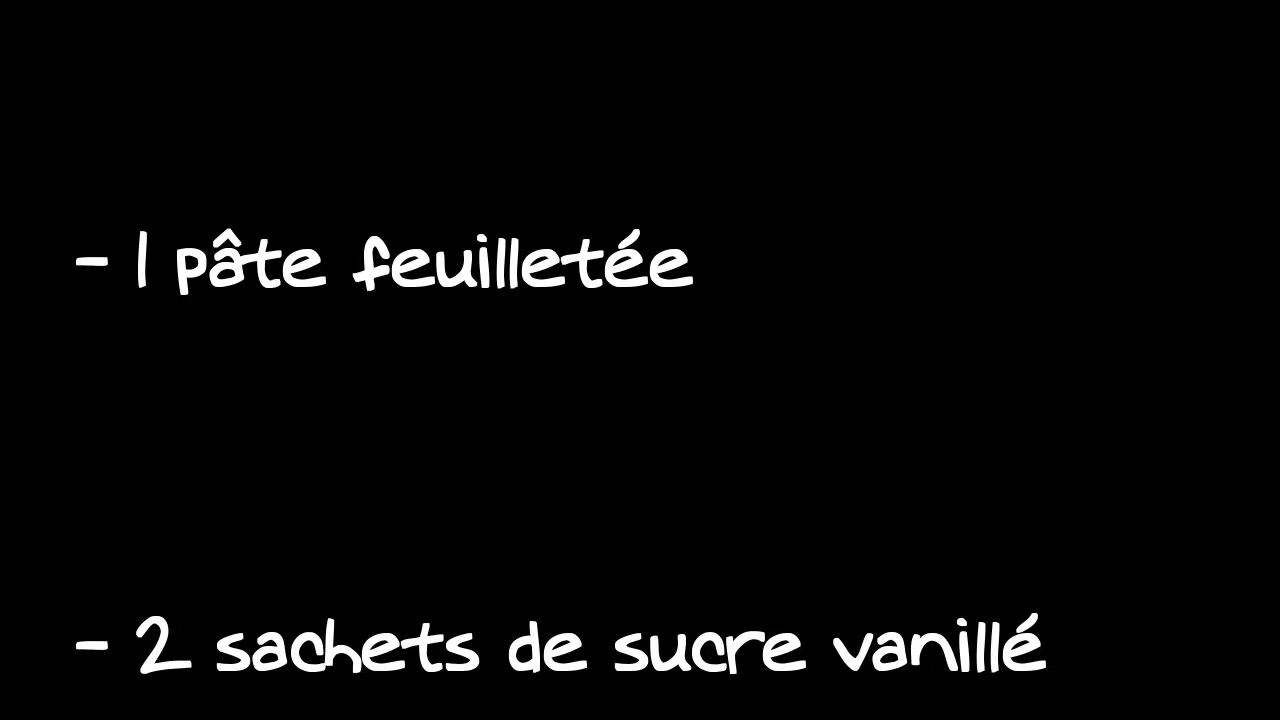 - 1 pâte feuilletée
- 2 sachets de sucre vanillé